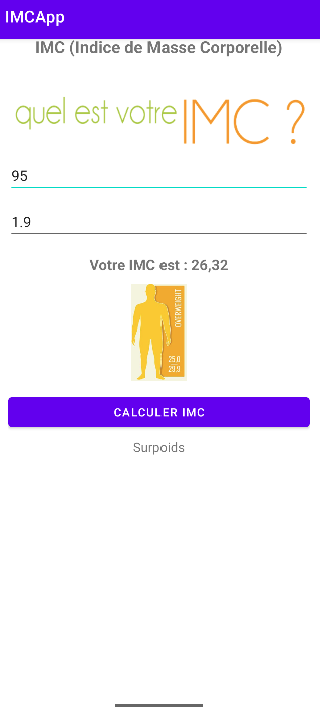 IMCApp
IMC (Indice de Masse Corporelle)
quel est votre IMC ?
95
1.9
Votre IMC est : 26,32
OVERWEIGHT
25.0
29.9
CALCULER IMC
Surpoids